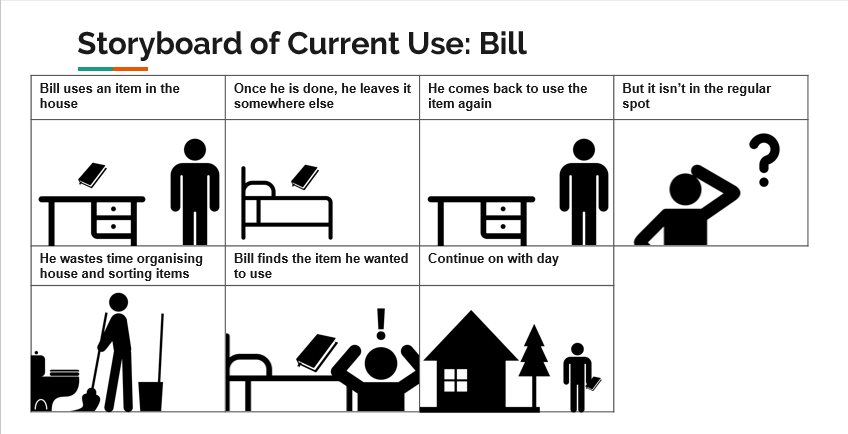 Storyboard of Current Use: Bill
Bill uses an item in the
house
Once he is done, he leaves it
somewhere else
He comes back to use the
item again
But it isn’t in the regular
spot
?
He wastes time organising
house and sorting items
Bill finds the item he wanted
to use
!
Continue on with day